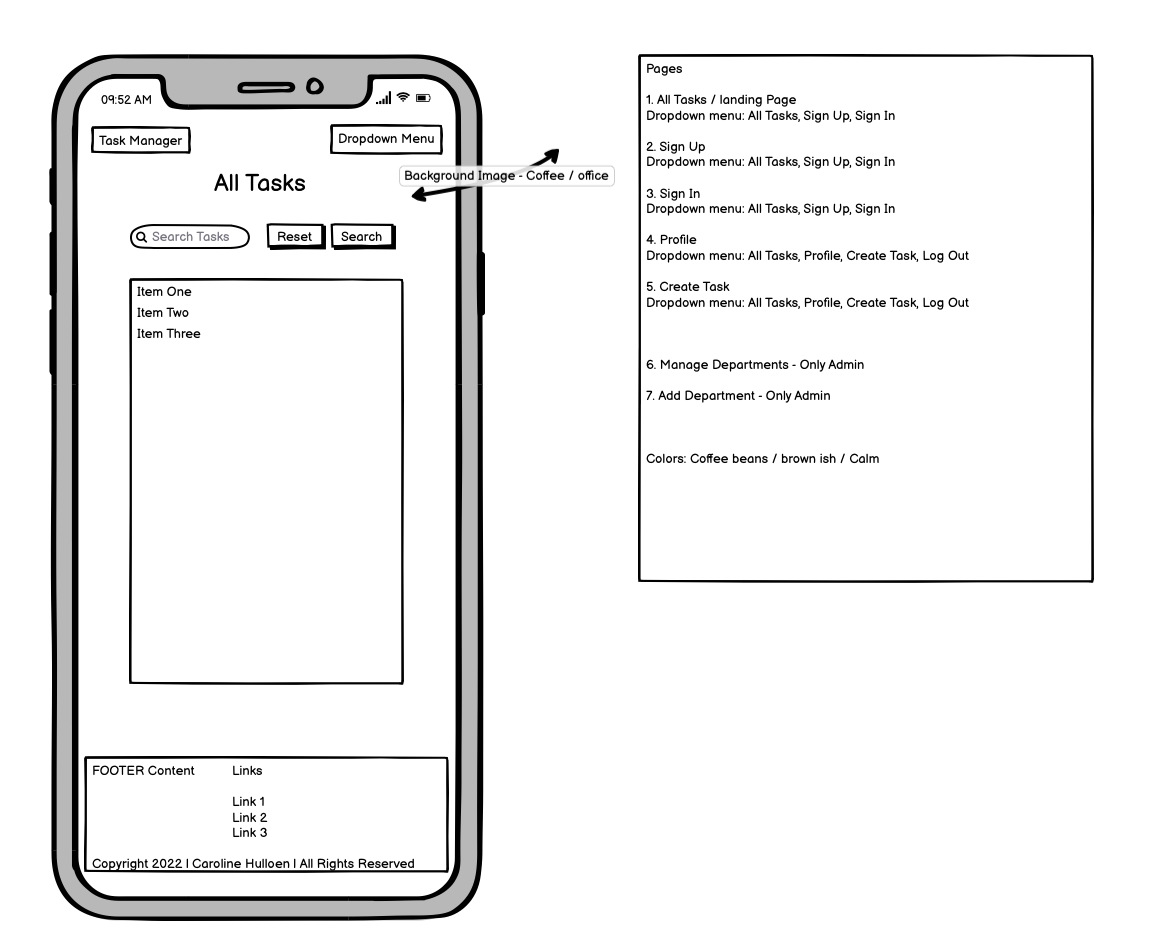 09:52 AM
Task Manager
Dropdown Menu
Background Image - Coffee / office
All Tasks
Search Tasks
Reset
Search
Item One
Item Two
Item Three
FOOTER Content
Links
Link 1
Link 2
Link 3
Copyright 2022 | Caroline Hulloen | All Rights Reserved
Pages
1. All Tasks / landing Page
Dropdown menu: All Tasks, Sign Up, Sign In
2. Sign Up
Dropdown menu: All Tasks, Sign Up, Sign In
3. Sign In
Dropdown menu: All Tasks, Sign Up, Sign In
4. Profile
Dropdown menu: All Tasks, Profile, Create Task, Log Out
5. Create Task
Dropdown menu: All Tasks, Profile, Create Task, Log Out
6. Manage Departments - Only Admin
7. Add Department - Only Admin
Colors: Coffee beans / brown ish / Calm